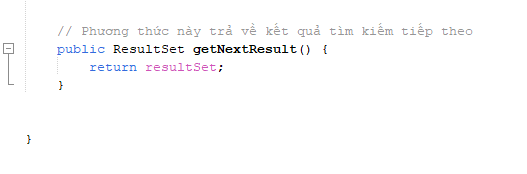 // Phương thức này trả về kết quả tìm kiếm tiếp theo
public ResultSet getNextResult() {
return resultSet;
}
}